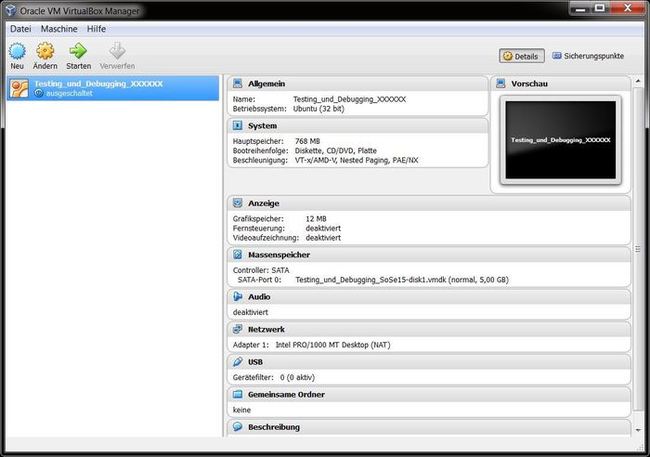 Oracle VM VirtualBox Manager
Datei Maschine Hilfe
Neu Ändern Starten Verwerfen
Details Sicherungspunkte
Testing_und_Debugging_XXXXXX
ausgeschaltet
Allgemein
Name: Testing_und_Debugging_XXXXXX
Betriebssystem: Ubuntu (32 bit)
System
Hauptspeicher: 768 MB
Bootreihenfolge: Diskette, CD/DVD, Platte
Beschleunigung: VT-x/AMD-V, Nested Paging, PAE/NX
Vorschau
Testing_und_Debugging_XXXXXX
Anzeige
Grafikspeicher: 12 MB
Fernsteuerung: deaktiviert
Videoaufzeichnung: deaktiviert
Massenspeicher
Controller: SATA
SATA-Port 0: Testing_und_Debugging_SoSe15-disk1.vmdk (normal, 5,00 GB)
Audio
deaktiviert
Netzwerk
Adapter 1: Intel PRO/1000 MT Desktop (NAT)
USB
Gerätefilter: 0 (0 aktiv)
Gemeinsame Ordner
keine
Beschreibung